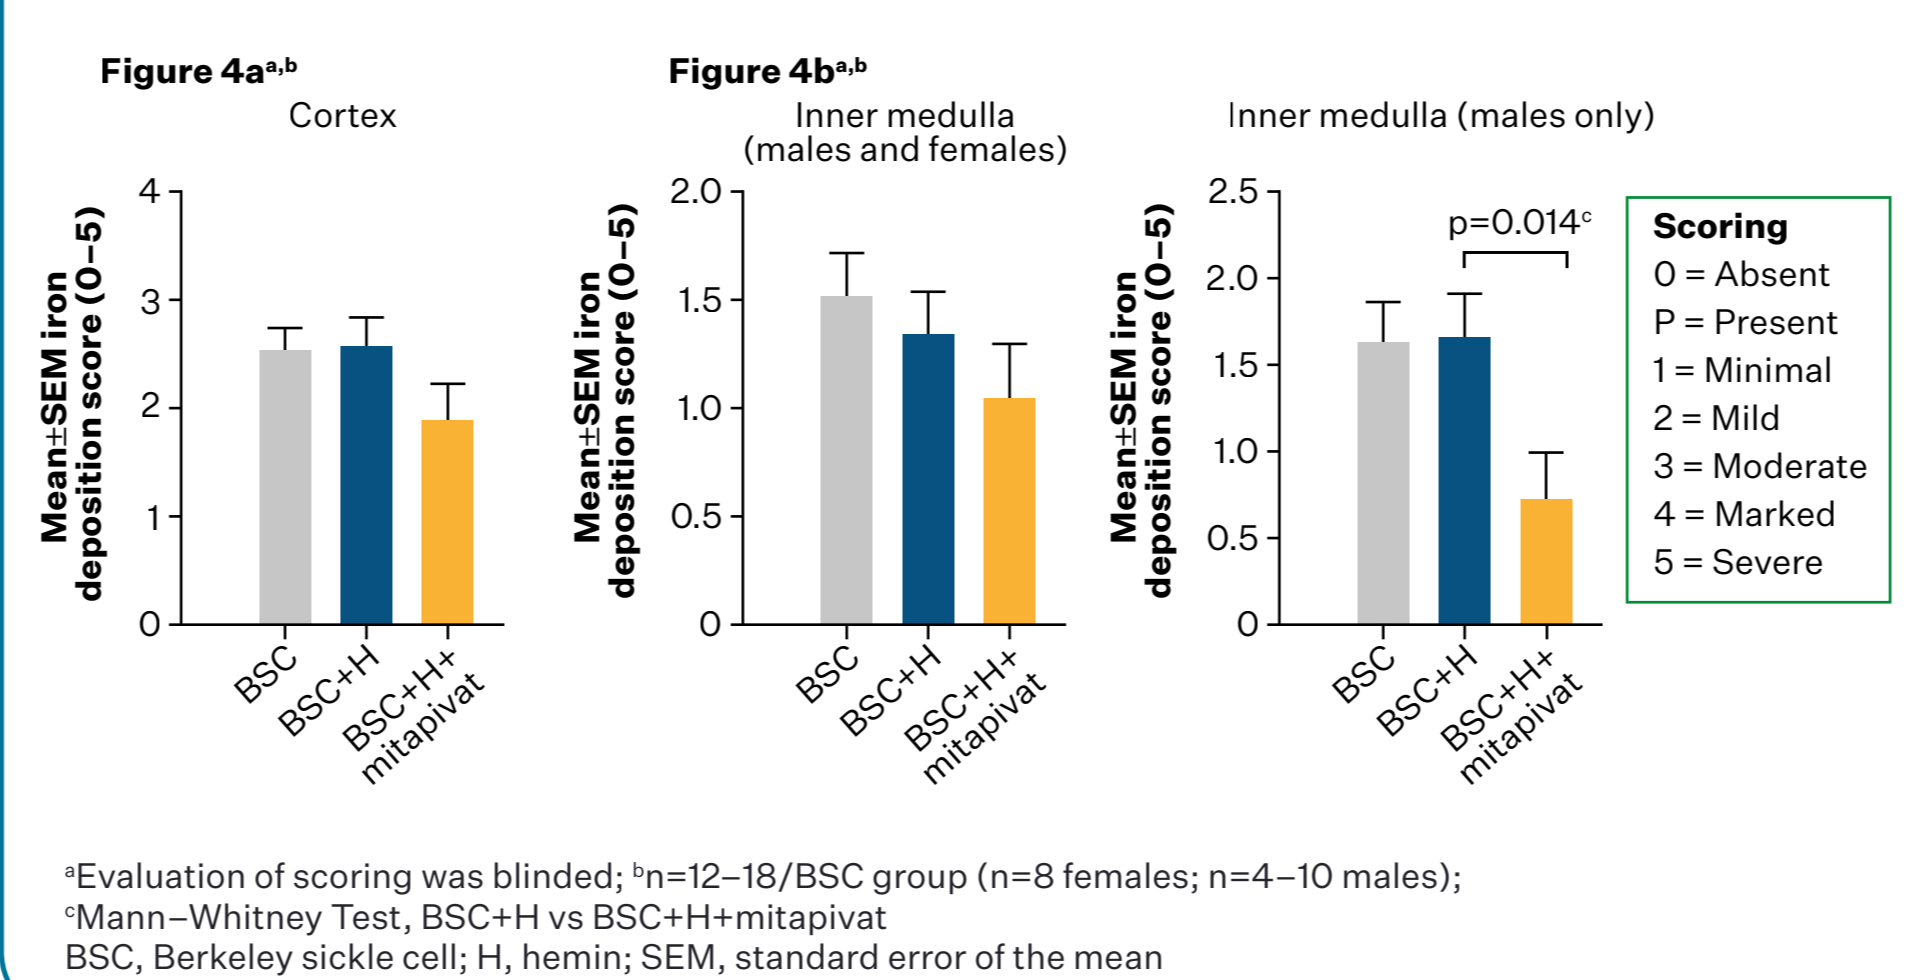 Figure 4aᵃ,ᵇ
Cortex
Mean±SEM iron
deposition score (0–5)
4
3
2
1
0
BSC
BSC+H
BSC+H+
mitapivat
Figure 4bᵃ,ᵇ
Inner medulla
(males and females)
Mean±SEM iron
deposition score (0–5)
2.0
1.5
1.0
0.5
0
BSC
BSC+H
BSC+H+
mitapivat
Inner medulla (males only)
Mean±SEM iron
deposition score (0–5)
2.5
2.0
1.5
1.0
0.5
0
p=0.014ᶜ
BSC
BSC+H
BSC+H+
mitapivat
Scoring
0 = Absent
P = Present
1 = Minimal
2 = Mild
3 = Moderate
4 = Marked
5 = Severe
ᵃEvaluation of scoring was blinded; ᵇn=12–18/BSC group (n=8 females; n=4–10 males);
ᶜMann–Whitney Test, BSC+H vs BSC+H+mitapivat
BSC, Berkeley sickle cell; H, hemin; SEM, standard error of the mean